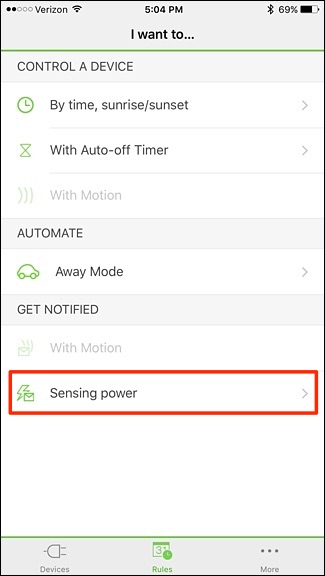 Verizon 5:04 PM 69%
I want to...
CONTROL A DEVICE
By time, sunrise/sunset
With Auto-off Timer
With Motion
AUTOMATE
Away Mode
GET NOTIFIED
With Motion
Sensing power
Devices Rules More